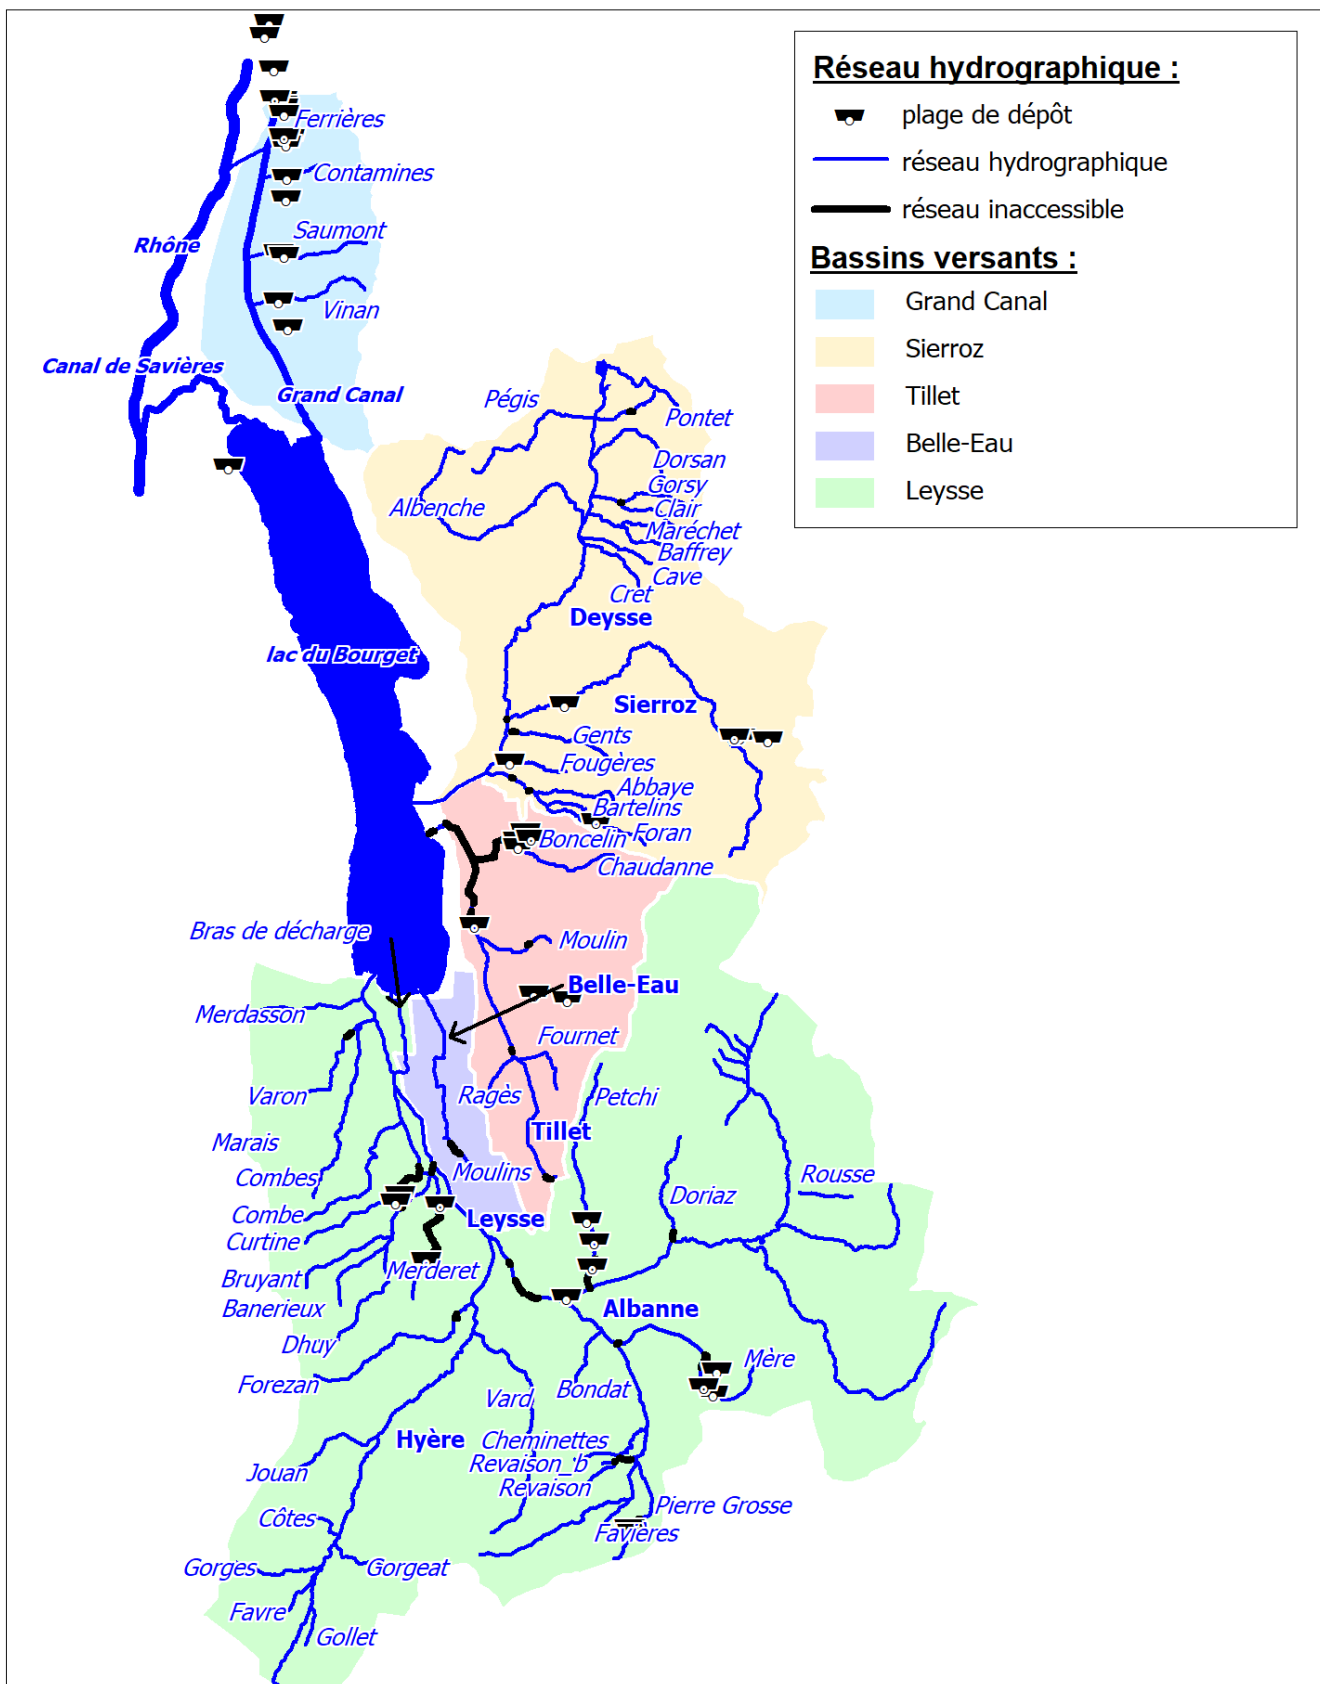 Réseau hydrographique :
plage de dépôt
réseau hydrographique
réseau inaccessible
Bassins versants :
Grand Canal
Sierroz
Tillet
Belle-Eau
Leysse
Ferrières
Contamines
Saumont
Rhône
Vinan
Canal de Savières
Grand Canal
Pégis
Pontet
Dorsan
Gorsy
Albenche
Clair
Maréchet
Baffrey
Cave
Cret
Deysse
lac du Bourget
Sierroz
Gents
Fougères
Abbaye
Bartelins
Foran
Boncelin
Chaudanne
Bras de décharge
Moulin
Belle-Eau
Merdasson
Fournet
Varon
Ragès
Petchi
Tillet
Marais
Combes
Moulins
Rousse
Doriaz
Combe
Leysse
Curtine
Bruyant
Merderet
Banerieux
Albanne
Dhuy
Mère
Forezan
Vard
Bondat
Hyère
Cheminettes
Revaison_b
Jouan
Revaison
Pierre Grosse
Côtes
Favières
Gorges
Gorgeat
Favre
Gollet